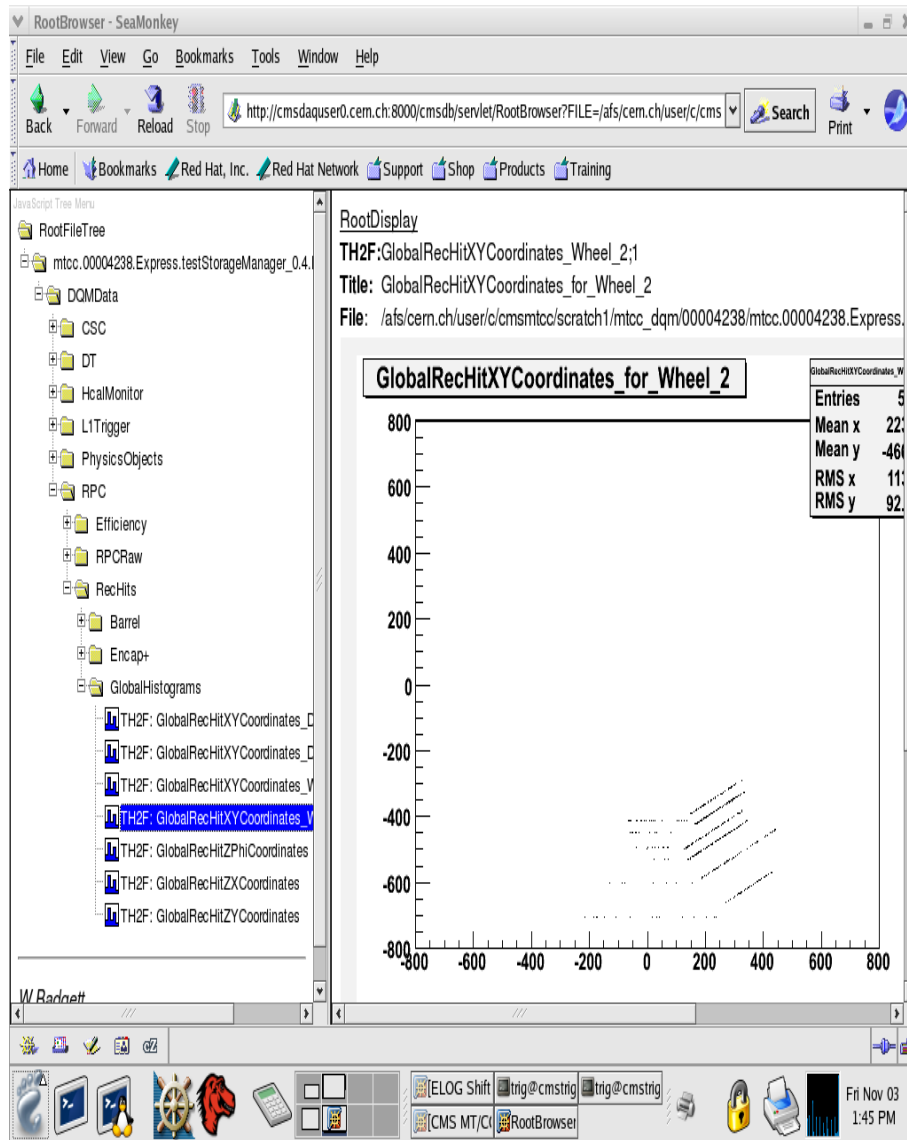 RootBrowser - SeaMonkey
File Edit View Go Bookmarks Tools Window Help
Back Forward Reload Stop http://cmsdaquser0.cern.ch:8000/cmsdb/servlet/RootBrowser?FILE=/afs/cern.ch/user/c/cms Search Print
Home Bookmarks Red Hat, Inc. Red Hat Network Support Shop Products Training
JavaScript Tree Menu
RootFileTree
mtcc.00004238.Express.testStorageManager_0.4.
DQMData
CSC
DT
HcalMonitor
L1Trigger
PhysicsObjects
RPC
Efficiency
RPCRaw
RecHits
Barrel
Encap+
GlobalHistograms
TH2F: GlobalRecHitXYCoordinates_D
TH2F: GlobalRecHitXYCoordinates_D
TH2F: GlobalRecHitXYCoordinates_W
TH2F: GlobalRecHitXYCoordinates_W
TH2F: GlobalRecHitZPhiCoordinates
TH2F: GlobalRecHitZXCoordinates
TH2F: GlobalRecHitZYCoordinates
W Badgett
RootDisplay
TH2F:GlobalRecHitXYCoordinates_Wheel_2;1
Title: GlobalRecHitXYCoordinates_for_Wheel_2
File: /afs/cern.ch/user/c/cmsmtcc/scratch1/mtcc_dqm/00004238/mtcc.00004238.Express.
GlobalRecHitXYCoordinates_for_Wheel_2
GlobalRecHitXYCoordinates_W
Entries 5
Mean x 223
Mean y -466
RMS x 113
RMS y 92.
800
600
400
200
0
-200
-400
-600
-800
-800 -600 -400 -200 0 200 400 600 800
[ELOG Shift trig@cmstrig trig@cmstrig
[CMS MT/C RootBrowser
Fri Nov 03
1:45 PM